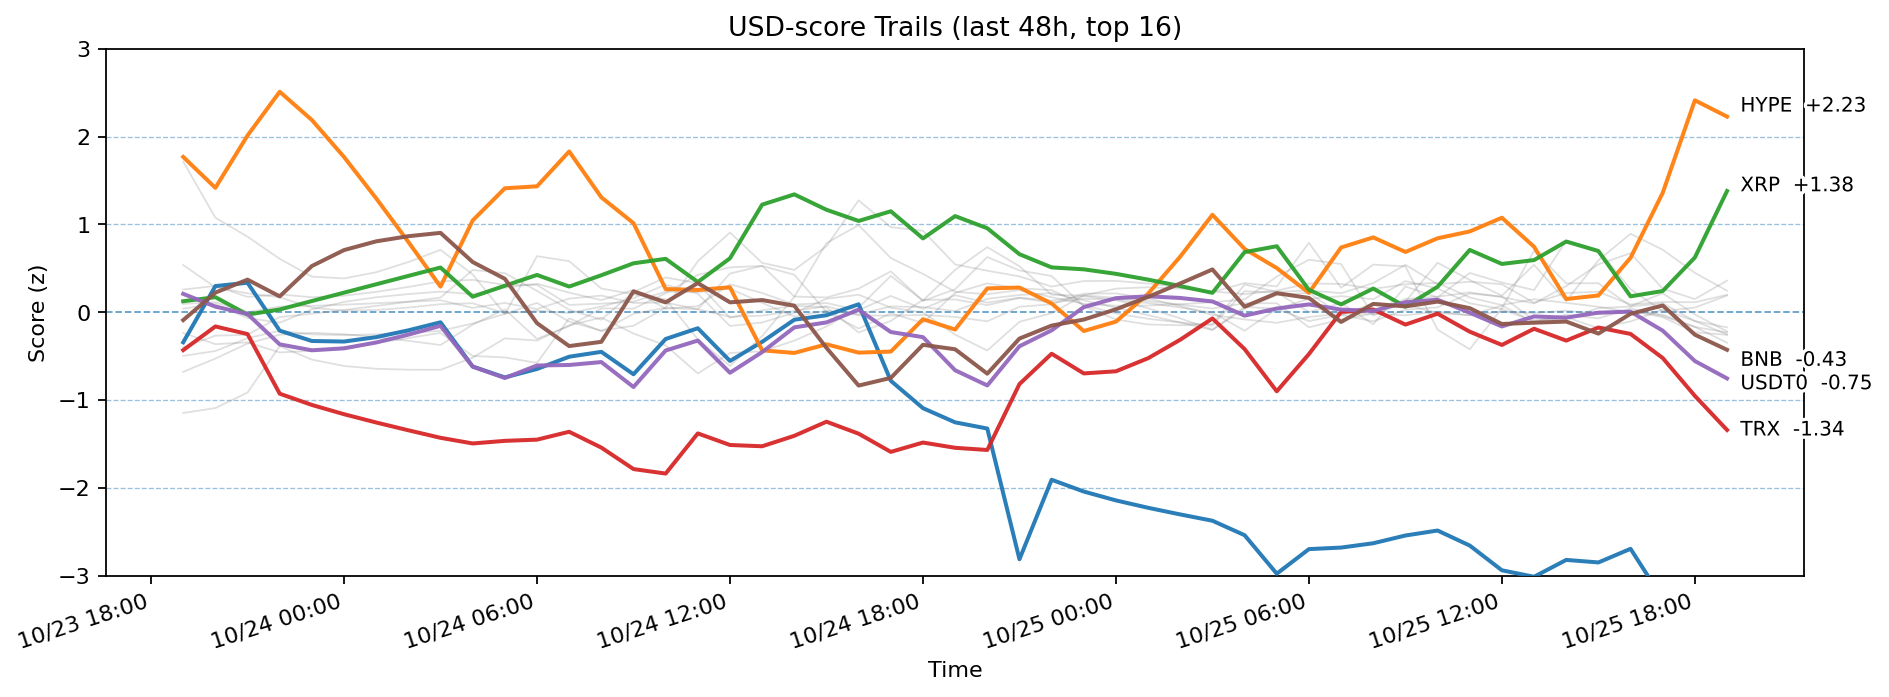 USD-score Trails (last 48h, top 16)
Score (z)
3
2
1
0
−1
−2
−3
HYPE +2.23
XRP +1.38
BNB -0.43
USDT0 -0.75
TRX -1.34
10/23 18:00
10/24 00:00
10/24 06:00
10/24 12:00
10/24 18:00
10/25 00:00
10/25 06:00
10/25 12:00
10/25 18:00
Time